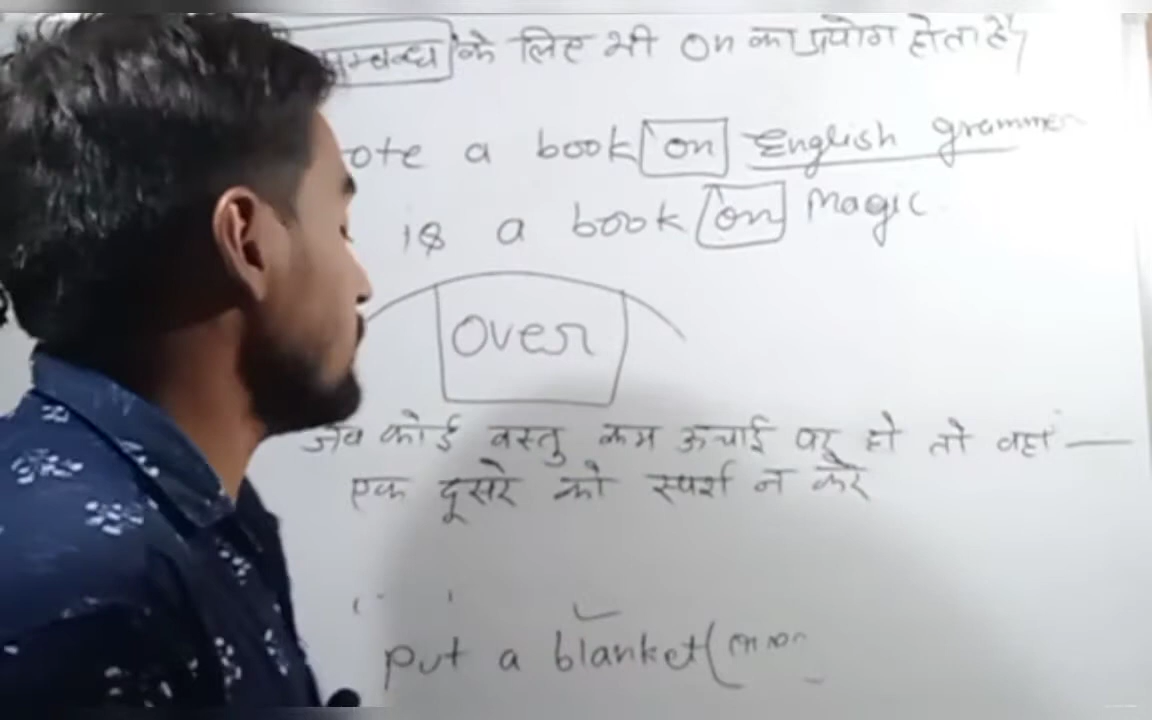 सम्बन्ध के लिए भी on का प्रयोग होता है
ote a book on English grammer
is a book on Magic
Over
जब कोई वस्तु कम ऊचाई पर हो तो वहां —
एक दूसरे को स्पर्श न करे
put a blanket(